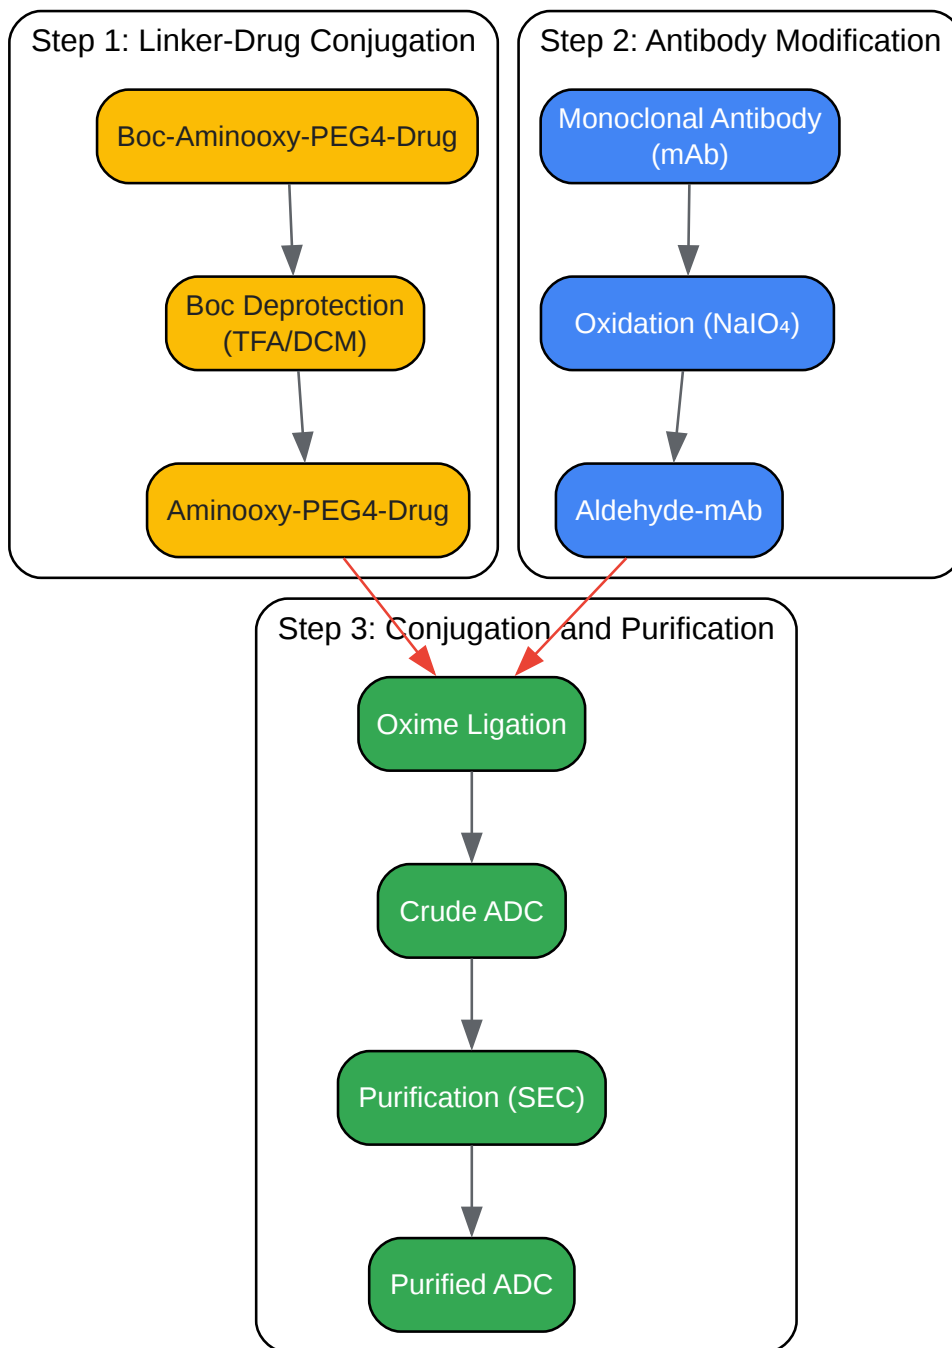 Step 1: Linker-Drug Conjugation
Boc-Aminooxy-PEG4-Drug
Boc Deprotection
(TFA/DCM)
Aminooxy-PEG4-Drug
Step 2: Antibody Modification
Monoclonal Antibody
(mAb)
Oxidation (NaIO₄)
Aldehyde-mAb
Step 3: Conjugation and Purification
Oxime Ligation
Crude ADC
Purification (SEC)
Purified ADC